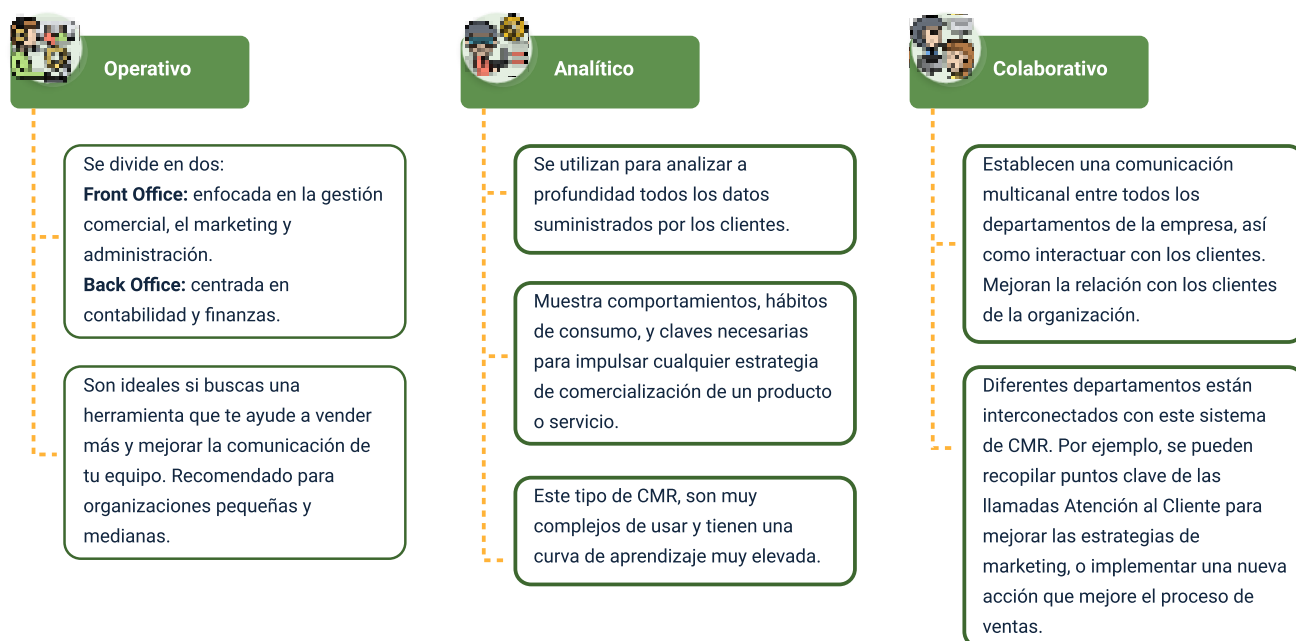 Operativo
Se divide en dos:
Front Office: enfocada en la gestión
comercial, el marketing y
administración.
Back Office: centrada en
contabilidad y finanzas.
Son ideales si buscas una
herramienta que te ayude a vender
más y mejorar la comunicación de
tu equipo. Recomendado para
organizaciones pequeñas y
medianas.
Analítico
Se utilizan para analizar a
profundidad todos los datos
suministrados por los clientes.
Muestra comportamientos, hábitos
de consumo, y claves necesarias
para impulsar cualquier estrategia
de comercialización de un producto
o servicio.
Este tipo de CMR, son muy
complejos de usar y tienen una
curva de aprendizaje muy elevada.
Colaborativo
Establecen una comunicación
multicanal entre todos los
departamentos de la empresa, así
como interactuar con los clientes.
Mejoran la relación con los clientes
de la organización.
Diferentes departamentos están
interconectados con este sistema
de CMR. Por ejemplo, se pueden
recopilar puntos clave de las
llamadas Atención al Cliente para
mejorar las estrategias de
marketing, o implementar una nueva
acción que mejore el proceso de
ventas.